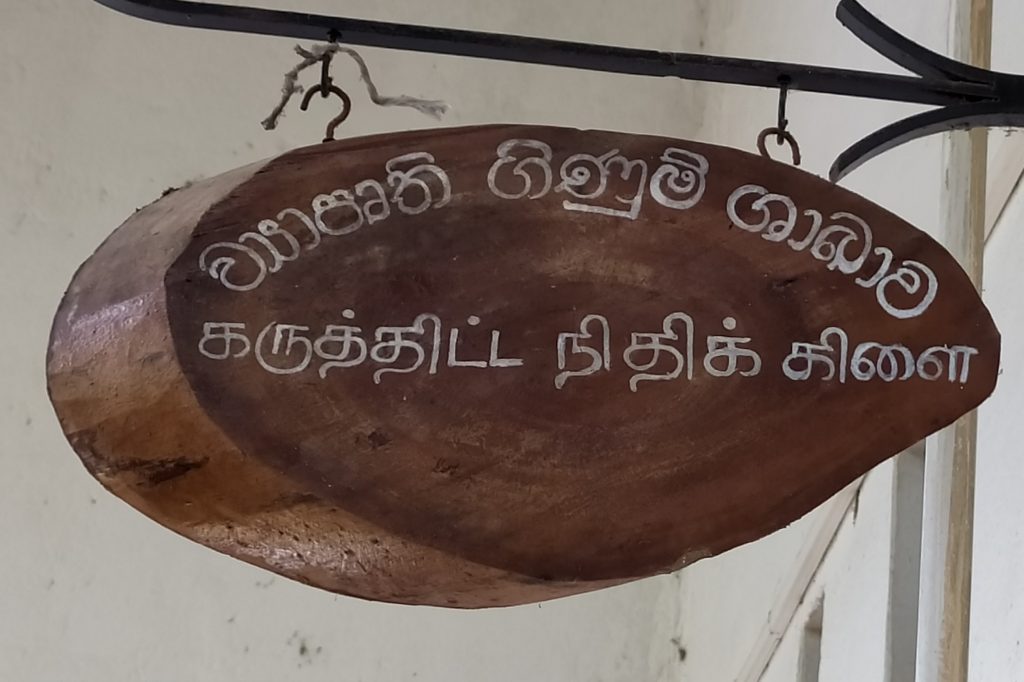 ව්‍යාපෘති ගිණුම් ශාඛාව
கருத்திட்ட நிதிக் கிளை